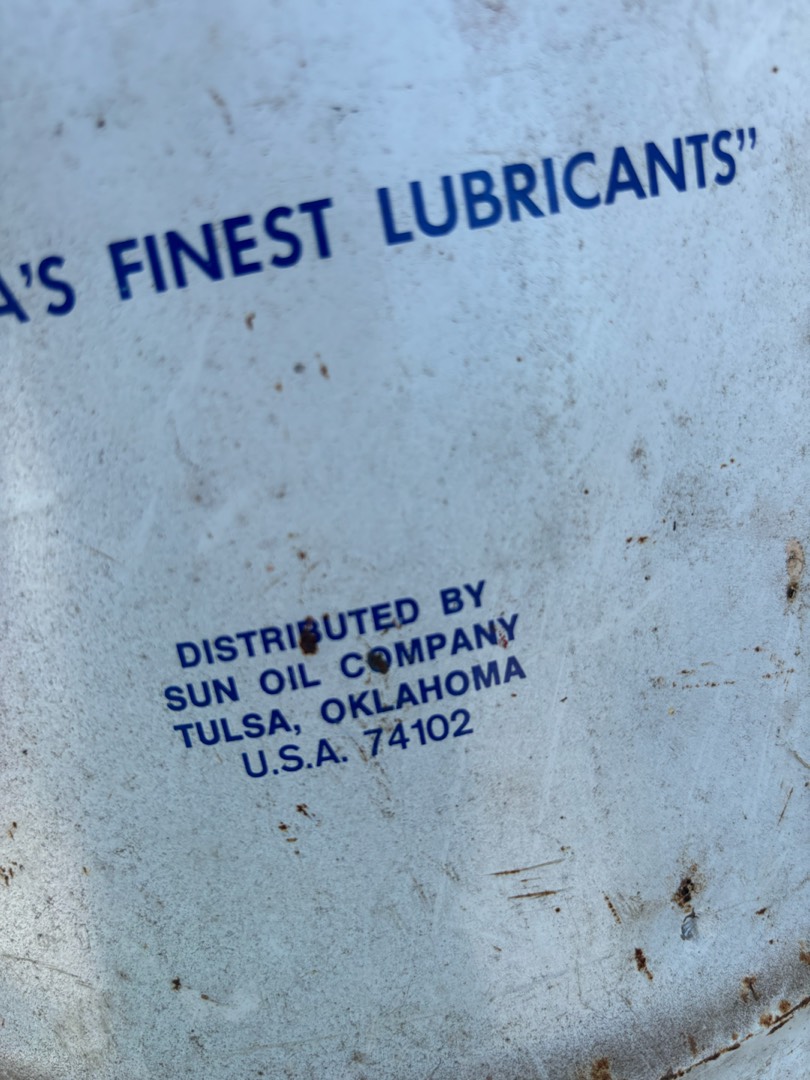 A'S FINEST LUBRICANTS”
DISTRIBUTED BY
SUN OIL COMPANY
TULSA, OKLAHOMA
U.S.A. 74102